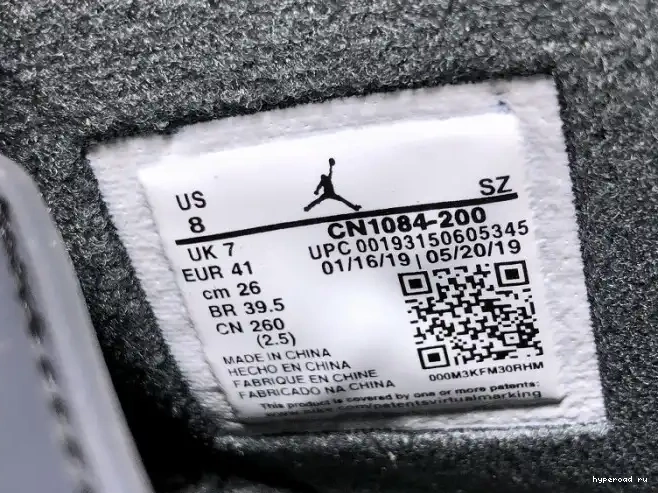 US
SZ
8
CN1084-200
UK 7
UPC 00193150605345
EUR 41
01/16/19 | 05/20/19
cm 26
BR 39.5
CN 260
(2.5)
MADE IN CHINA
HECHO EN CHINA
FABRIQUE EN CHINE
FABRICADO NA CHINA
000M3KFM30RHM
This product is covered by one or more patents:
/patentsvirtualmarking
hyperoad ru